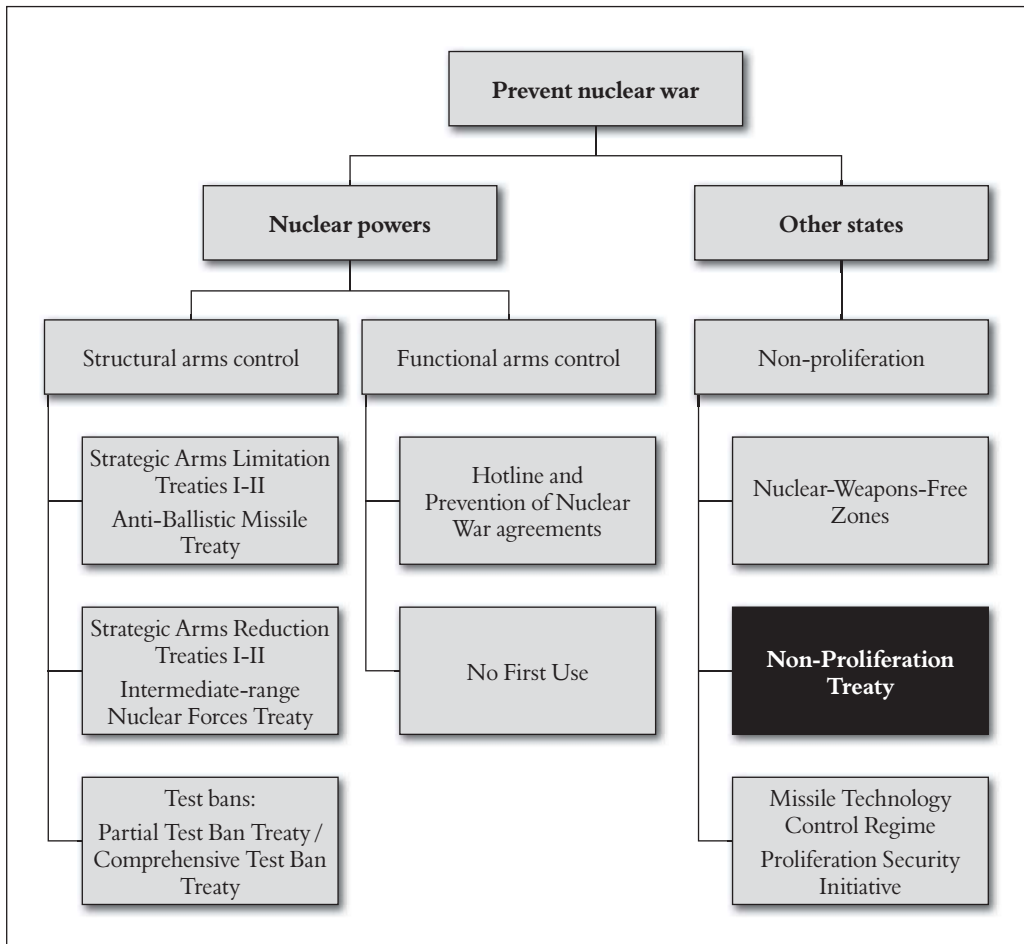 Prevent nuclear war
Nuclear powers
Other states
Structural arms control
Functional arms control
Non-proliferation
Strategic Arms Limitation
Treaties I-II
Anti-Ballistic Missile
Treaty
Hotline and
Prevention of Nuclear
War agreements
Nuclear-Weapons-Free
Zones
Strategic Arms Reduction
Treaties I-II
Intermediate-range
Nuclear Forces Treaty
No First Use
Non-Proliferation
Treaty
Test bans:
Partial Test Ban Treaty /
Comprehensive Test Ban
Treaty
Missile Technology
Control Regime
Proliferation Security
Initiative